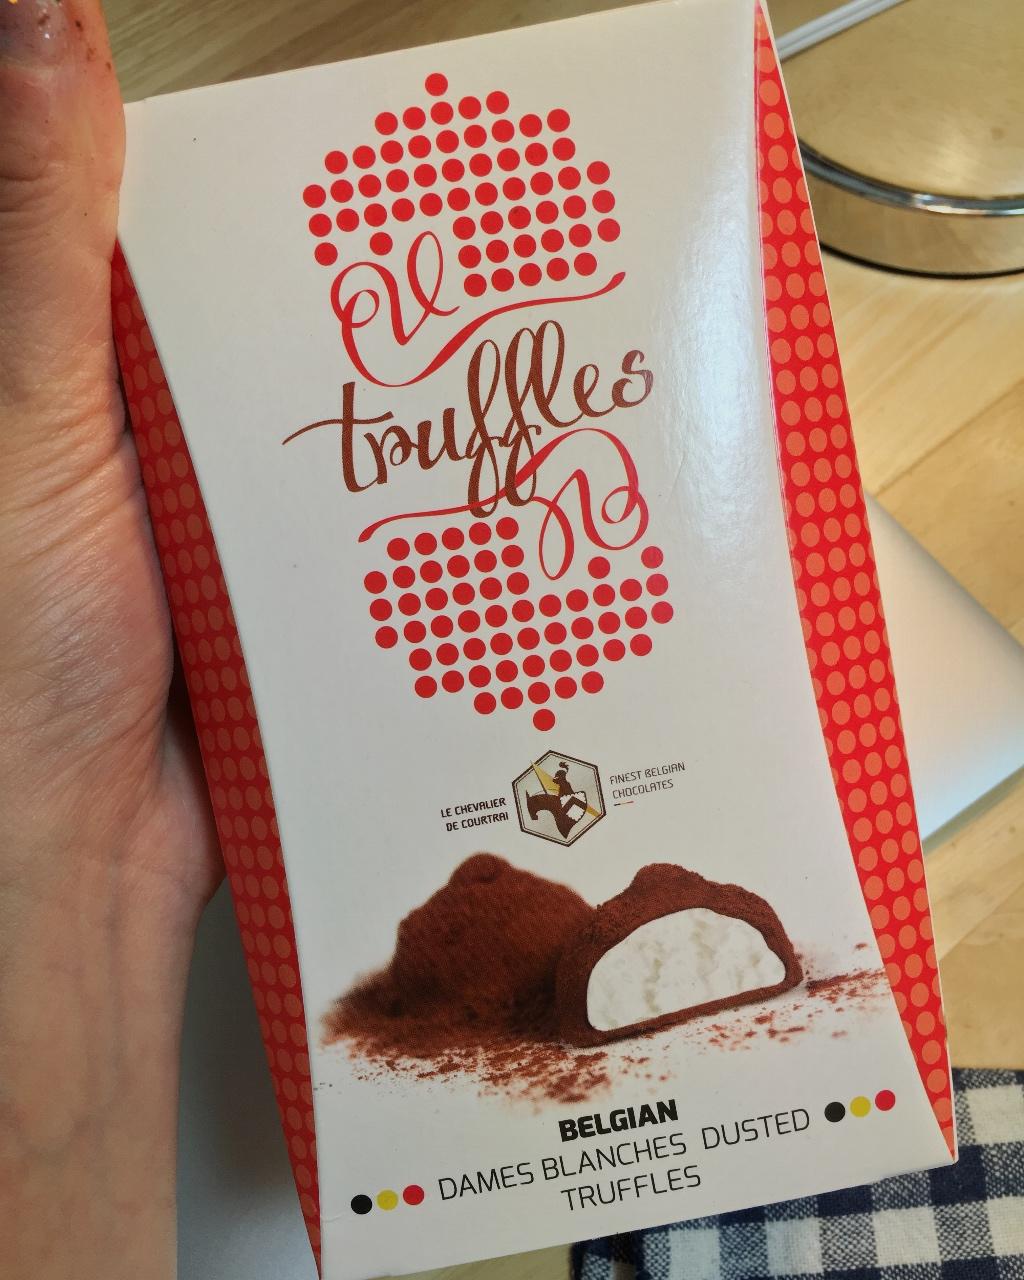 truffles
LE CHEVALIER
DE COURTRAI
FINEST BELGIAN
CHOCOLATES
BELGIAN
DAMES BLANCHES DUSTED
TRUFFLES